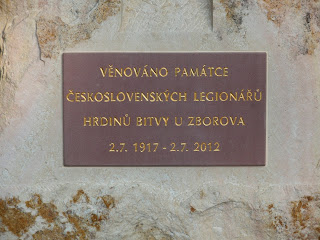 VĚNOVÁNO PAMÁTCE
ČESKOSLOVENSKÝCH LEGIONÁŘŮ
HRDINŮ BITVY U ZBOROVA
2.7. 1917 - 2.7. 2012